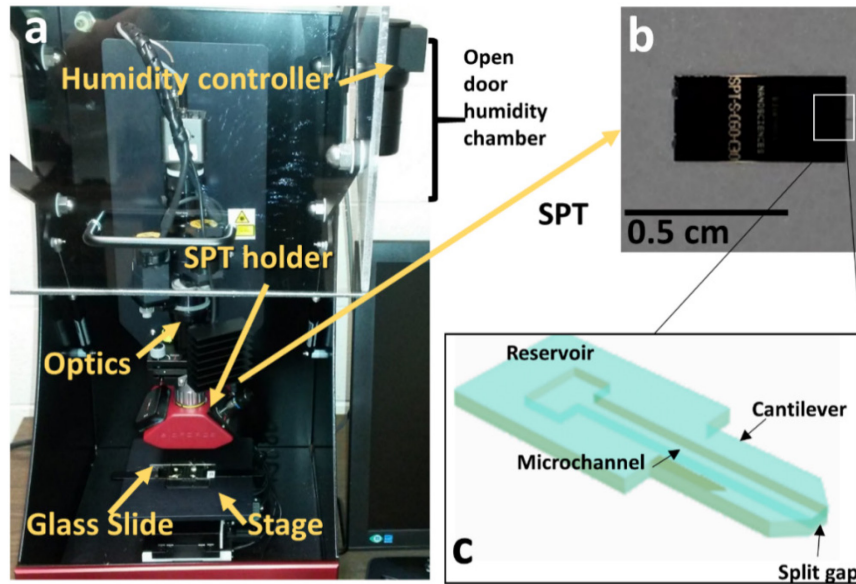 a
Humidity controller
Open
door
humidity
chamber
SPT holder
Optics
Glass Slide
Stage
b
NANOSCIENCES
SPT
0.5 cm
Reservoir
Cantilever
Microchannel
c
Split gap